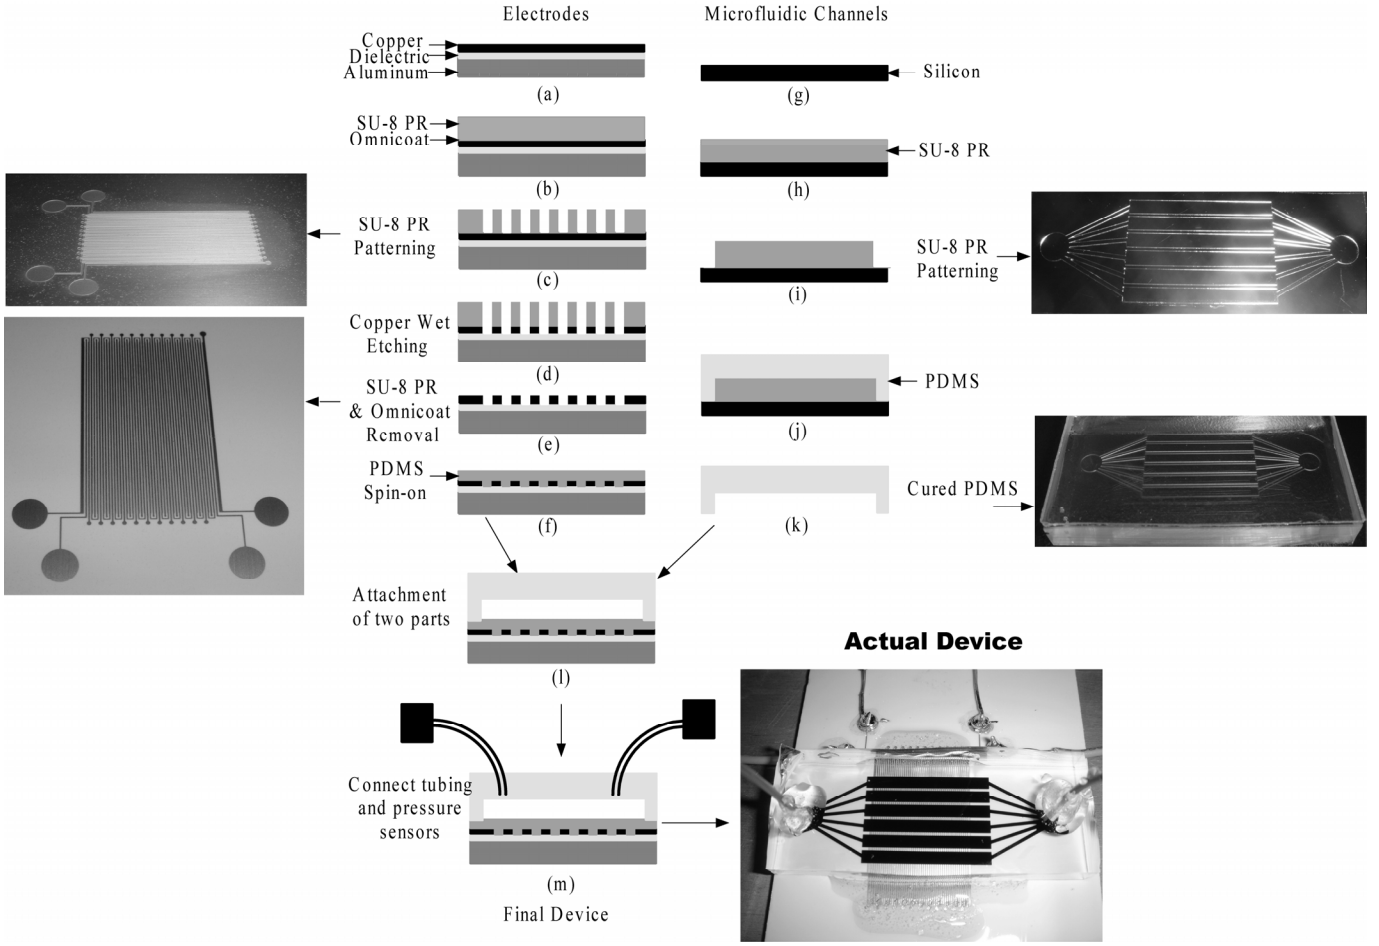 Electrodes
Microfluidic Channels
Copper
Dielectric
Aluminum
Silicon
(a)
(g)
SU-8 PR
Omnicoat
SU-8 PR
(b)
(h)
SU-8 PR
Patterning
SU-8 PR
Patterning
(c)
(i)
Copper Wet
Etching
(d)
PDMS
SU-8 PR
& Omnicoat
Removal
(e)
(j)
PDMS
Spin-on
Cured PDMS
(f)
(k)
Attachment
of two parts
(l)
Actual Device
Connect tubing
and pressure
sensors
(m)
Final Device